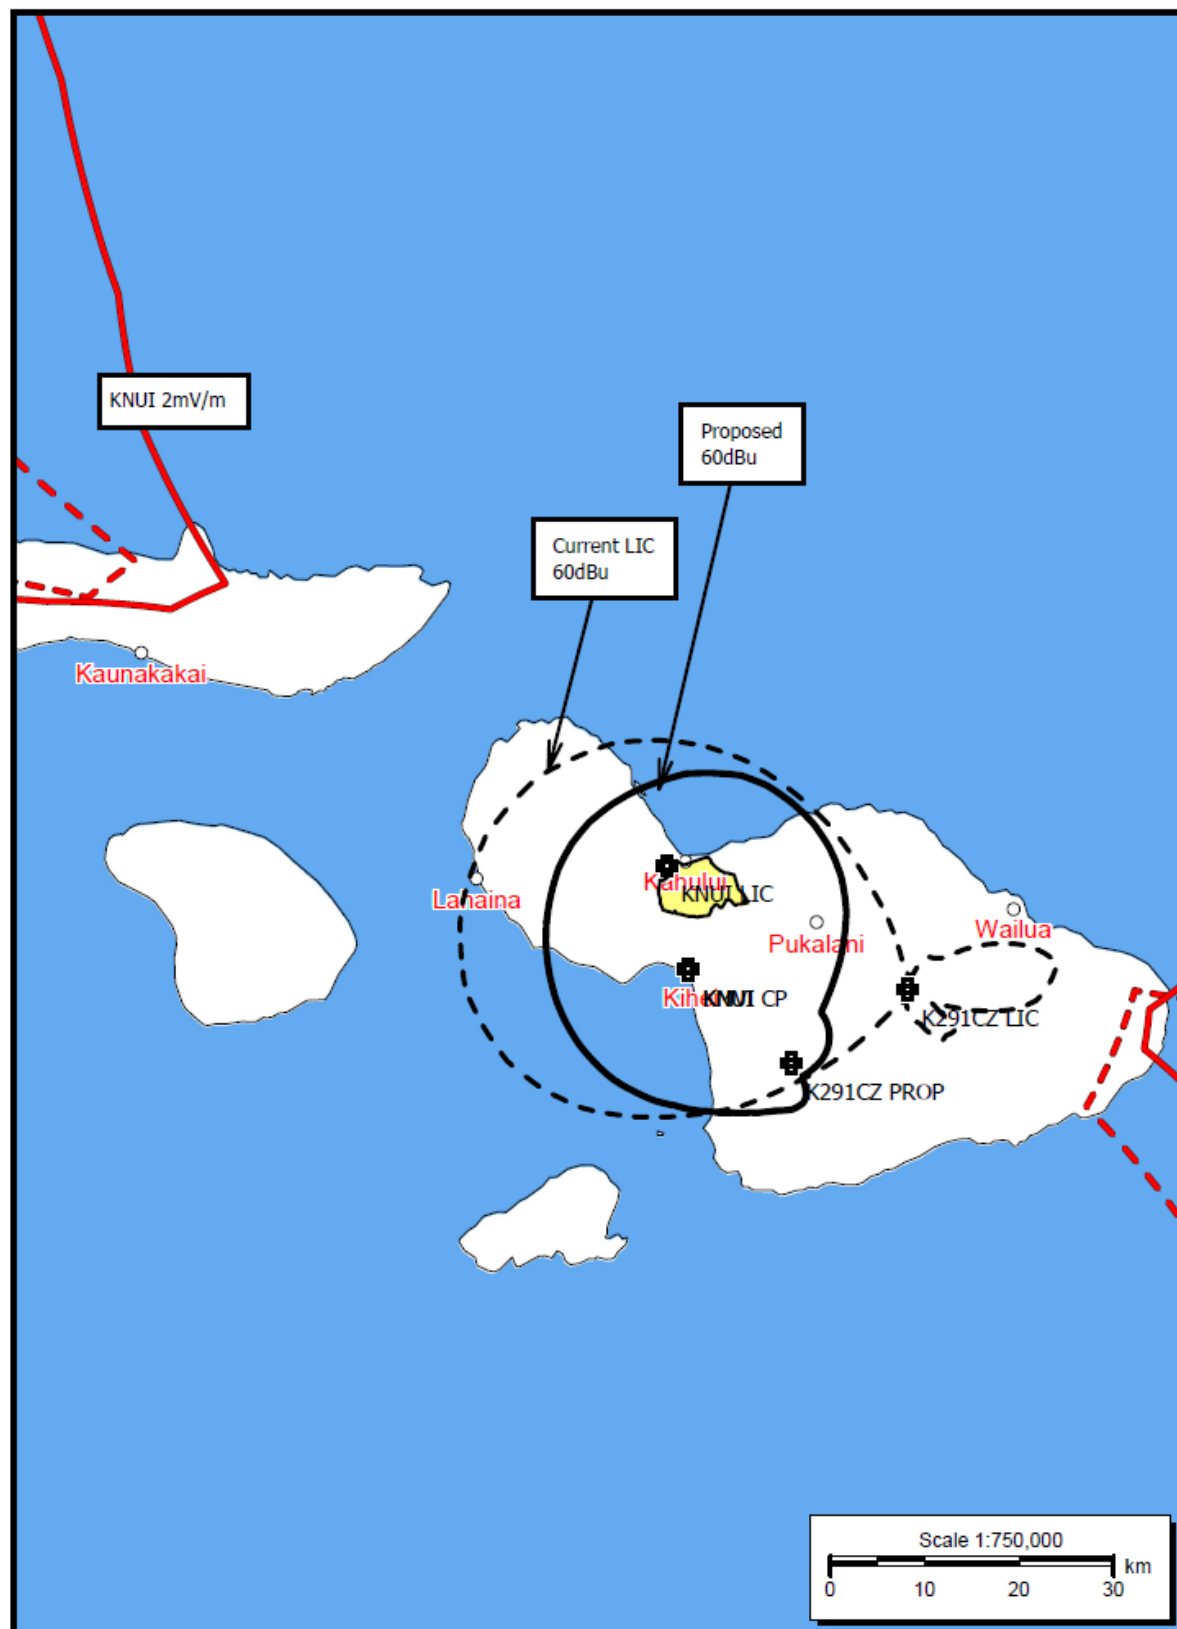 KNUI 2mV/m
Proposed
60dBu
Current LIC
60dBu
Kaunakakai
Kahului
KNUI LIC
Lahaina
Pukalani
Wailua
KNUI CP
K291CZ LIC
K291CZ PROP
Scale 1:750,000
km
0 10 20 30